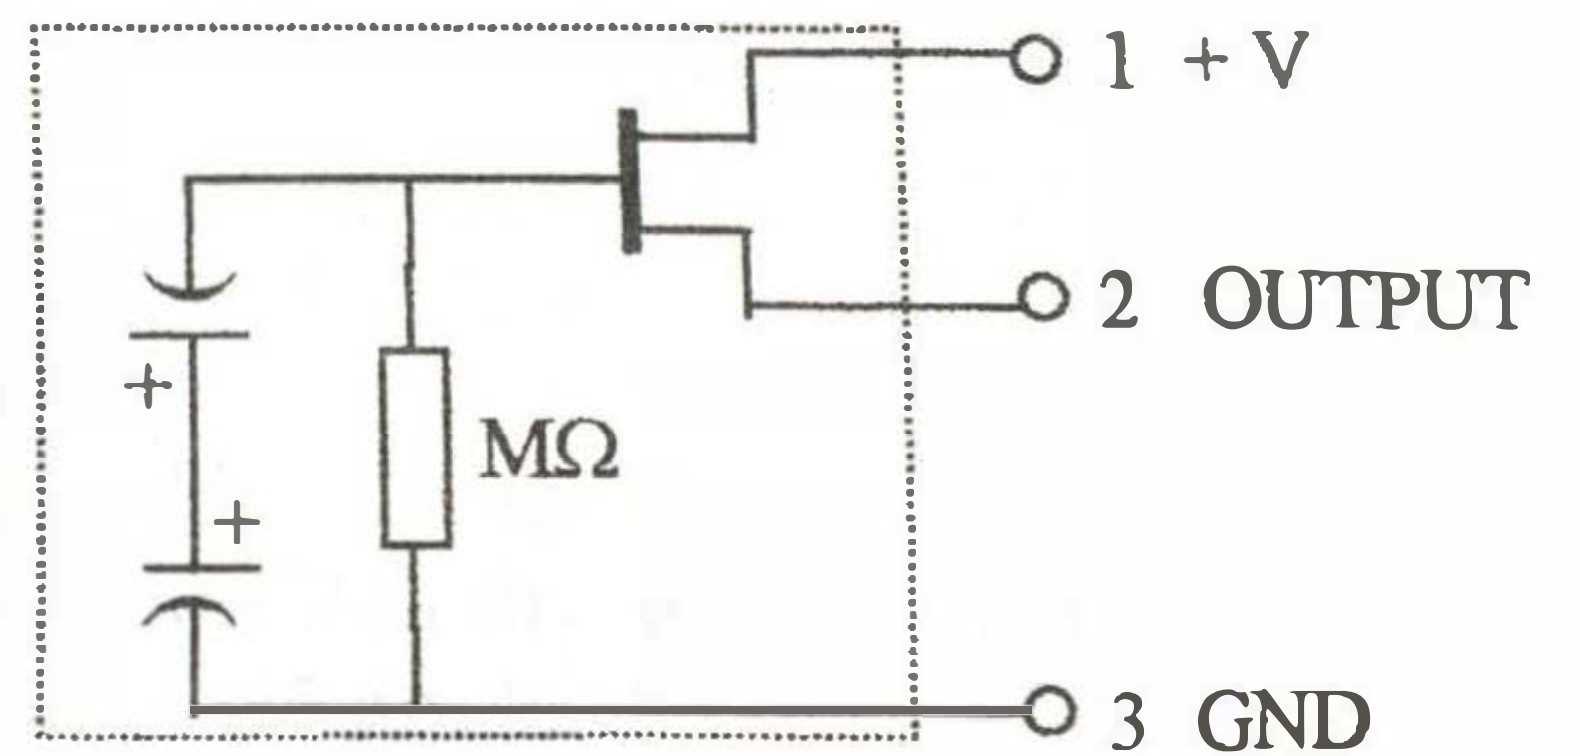 1 + V
2 OUTPUT
+
MΩ
+
3 GND